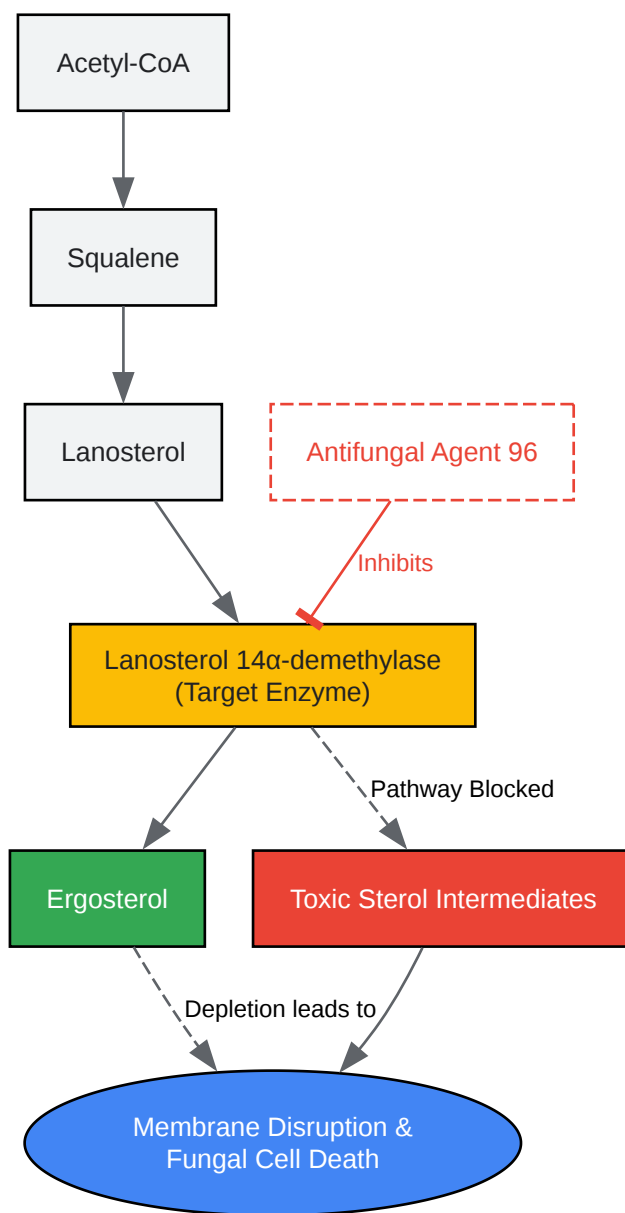 Acetyl-CoA
Squalene
Lanosterol
Antifungal Agent 96
Inhibits
Lanosterol 14α-demethylase
(Target Enzyme)
Pathway Blocked
Ergosterol
Toxic Sterol Intermediates
Depletion leads to
Membrane Disruption &
Fungal Cell Death